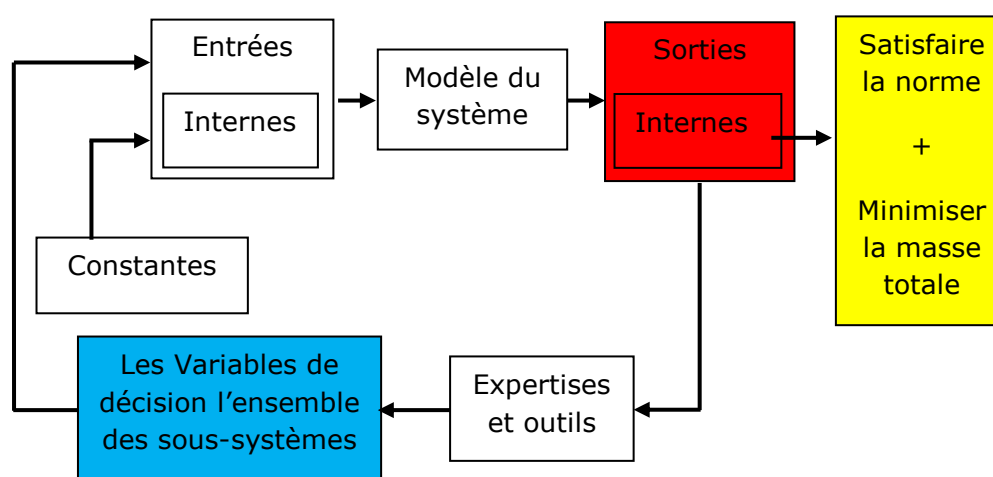 Entrées
Internes
Modèle du
système
Sorties
Internes
Satisfaire
la norme
+
Minimiser
la masse
totale
Constantes
Les Variables de
décision l'ensemble
des sous-systèmes
Expertises
et outils